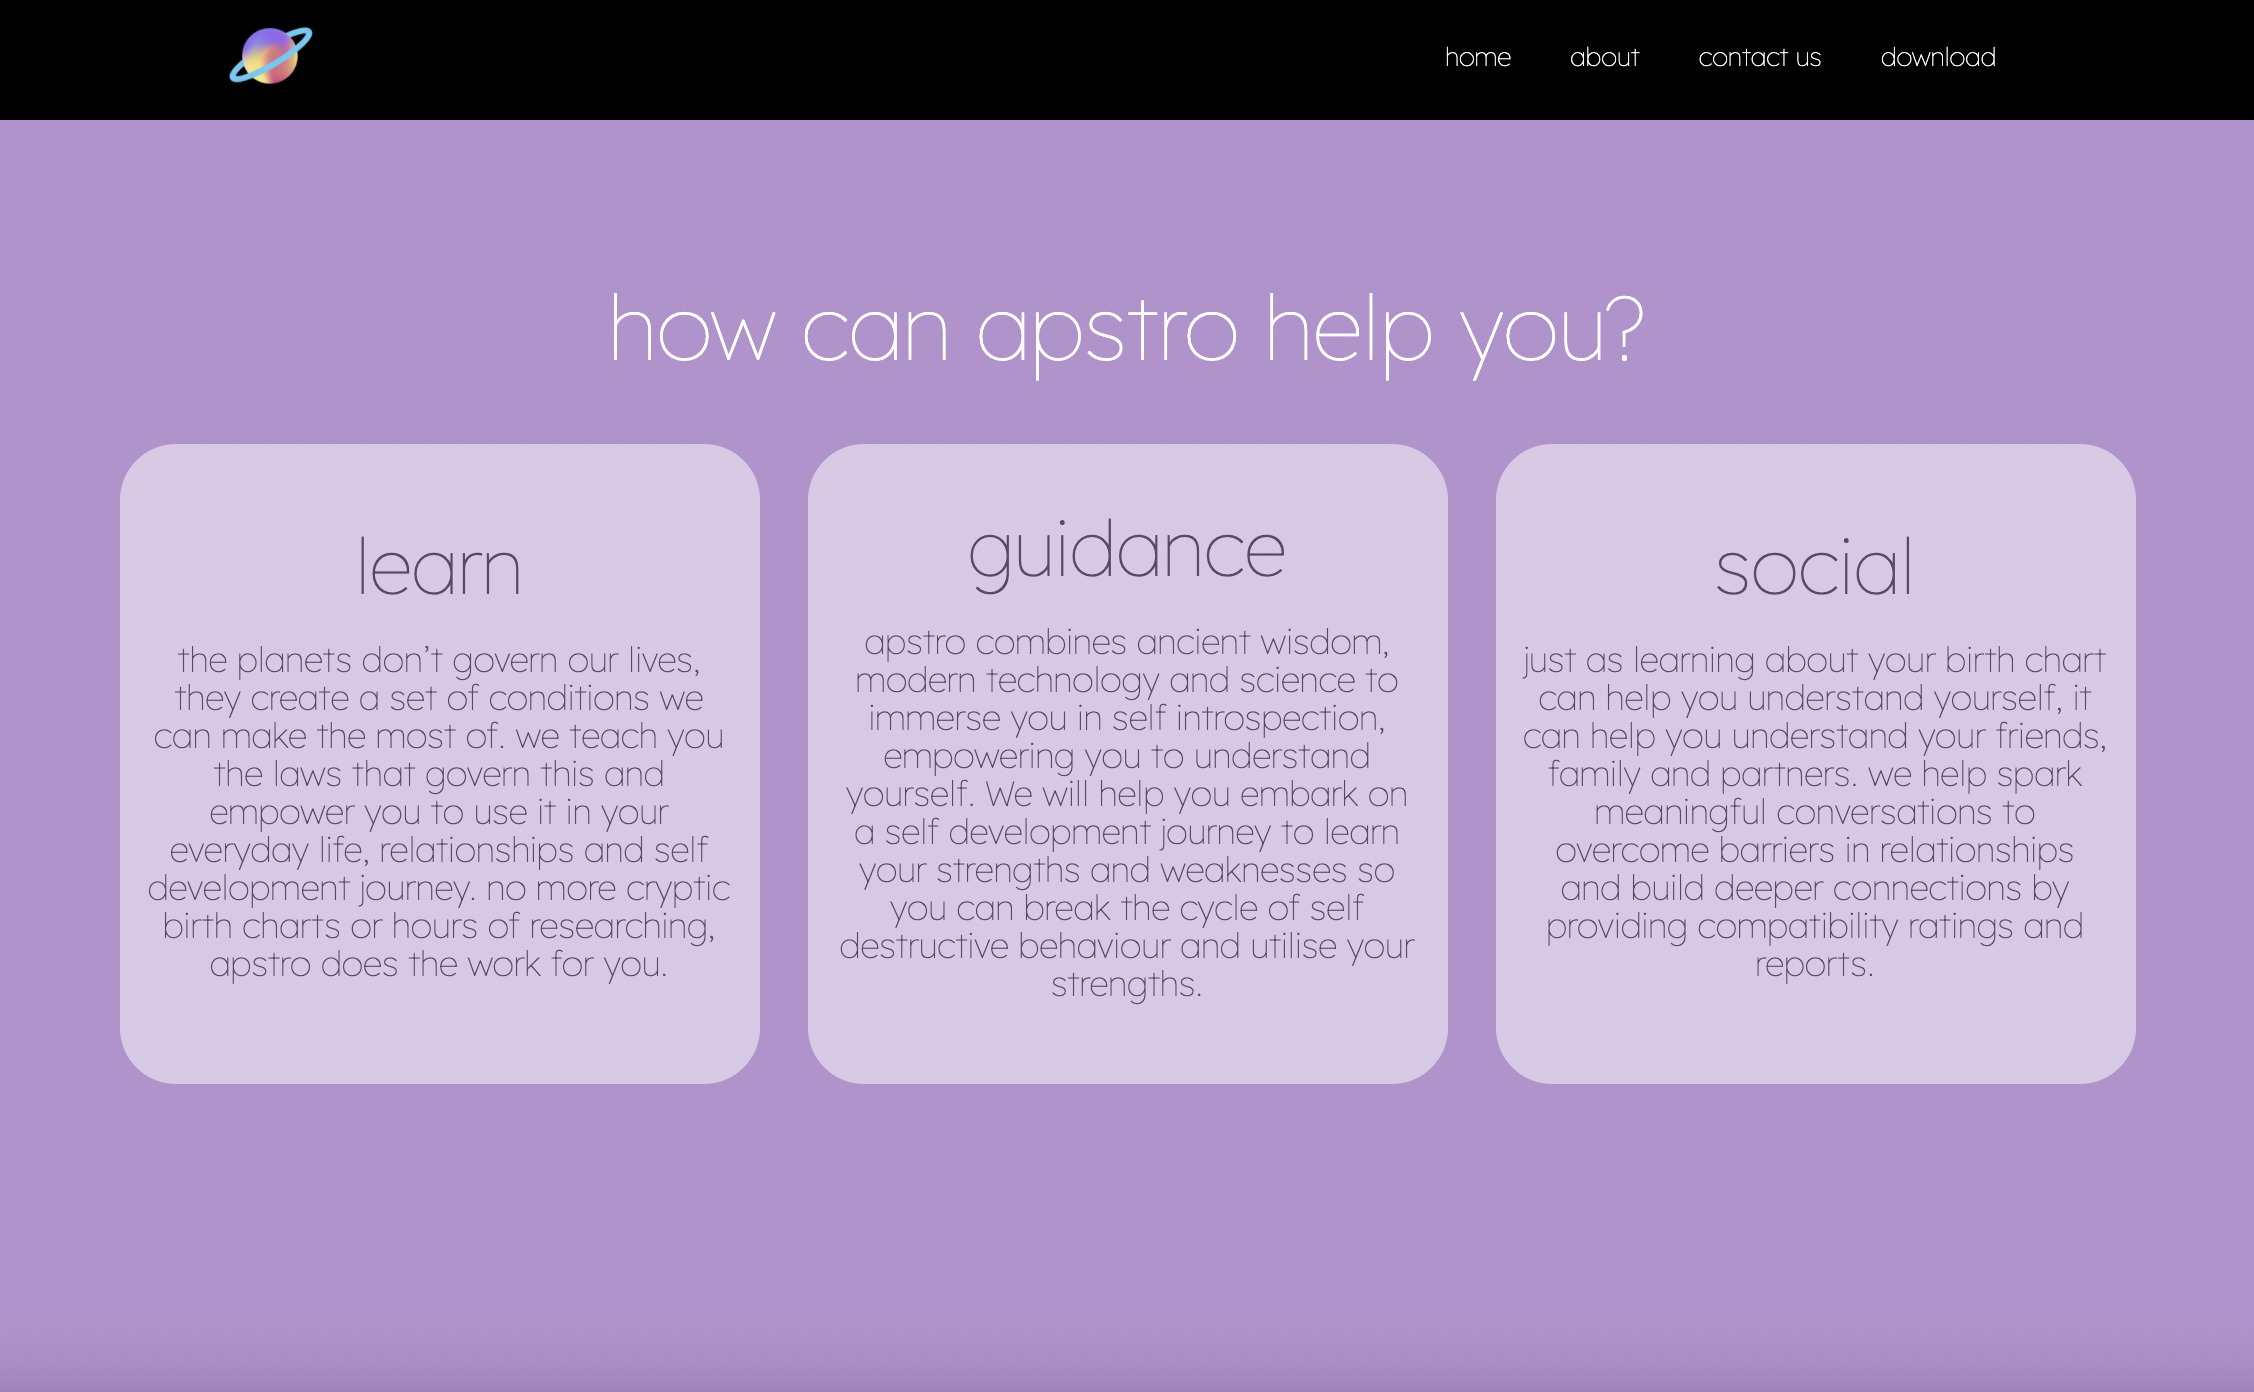 home
about
contact us
download
how can apstro help you?
learn
the planets don’t govern our lives,
they create a set of conditions we
can make the most of. we teach you
the laws that govern this and
empower you to use it in your
everyday life, relationships and self
development journey. no more cryptic
birth charts or hours of researching,
apstro does the work for you.
guidance
apstro combines ancient wisdom,
modern technology and science to
immerse you in self introspection,
empowering you to understand
yourself. We will help you embark on
a self development journey to learn
your strengths and weaknesses so
you can break the cycle of self
destructive behaviour and utilise your
strengths.
social
just as learning about your birth chart
can help you understand yourself, it
can help you understand your friends,
family and partners. we help spark
meaningful conversations to
overcome barriers in relationships
and build deeper connections by
providing compatibility ratings and
reports.